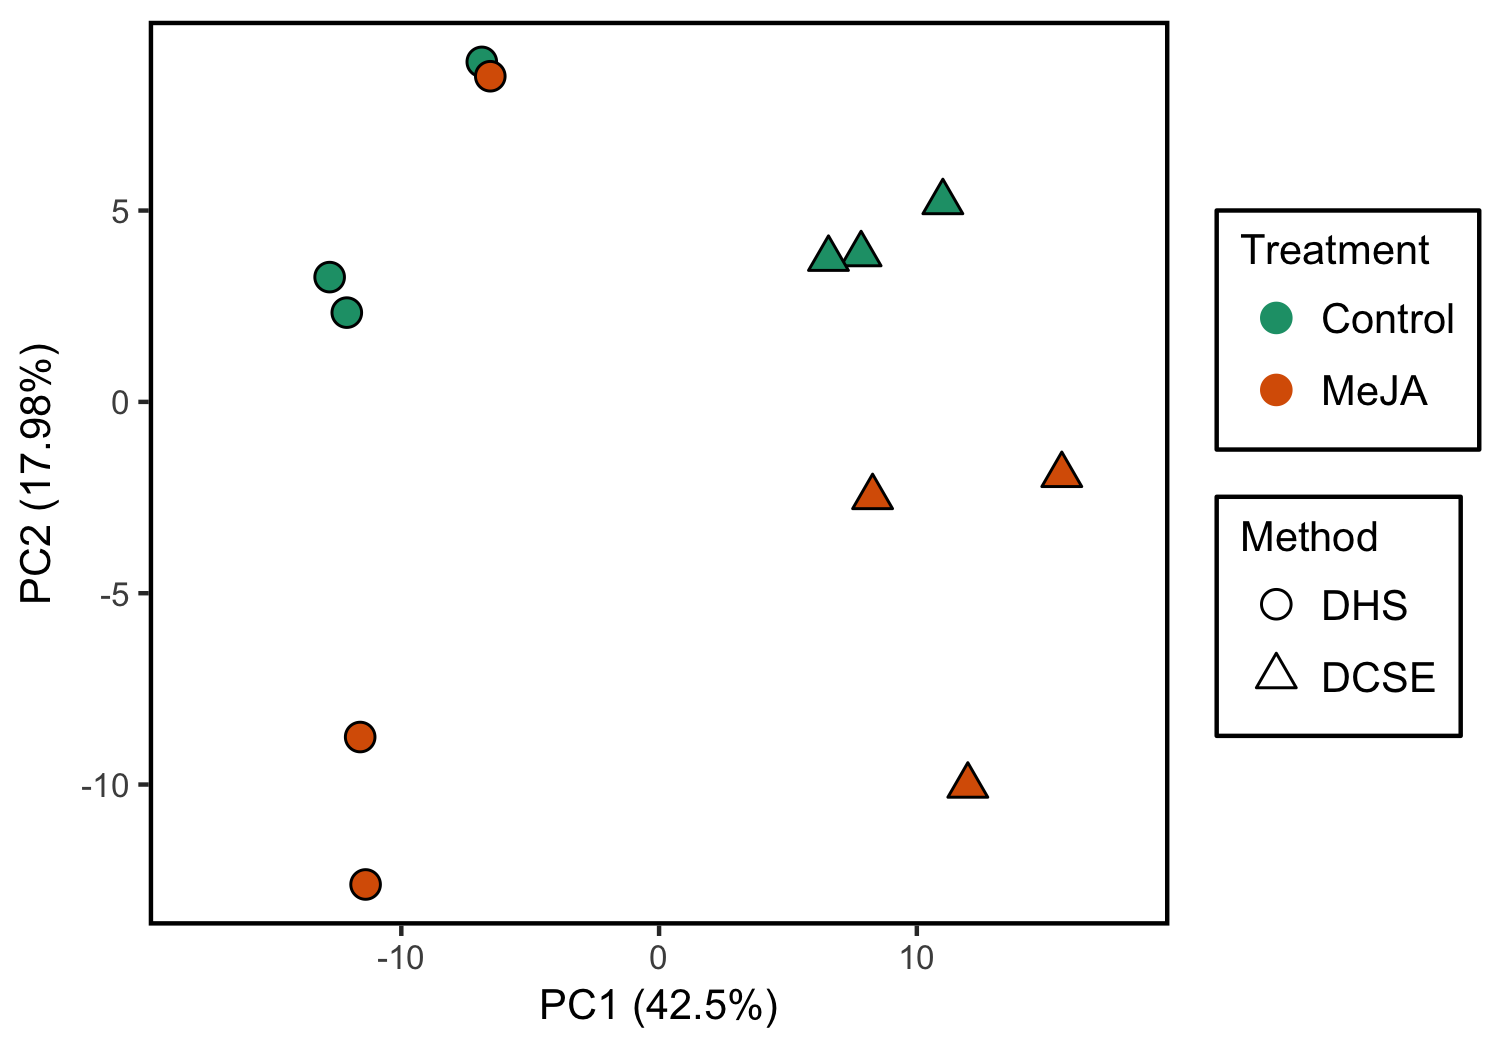 5
0
-5
-10
-10
0
10
PC1 (42.5%)
PC2 (17.98%)
Treatment
Control
MeJA
Method
DHS
DCSE